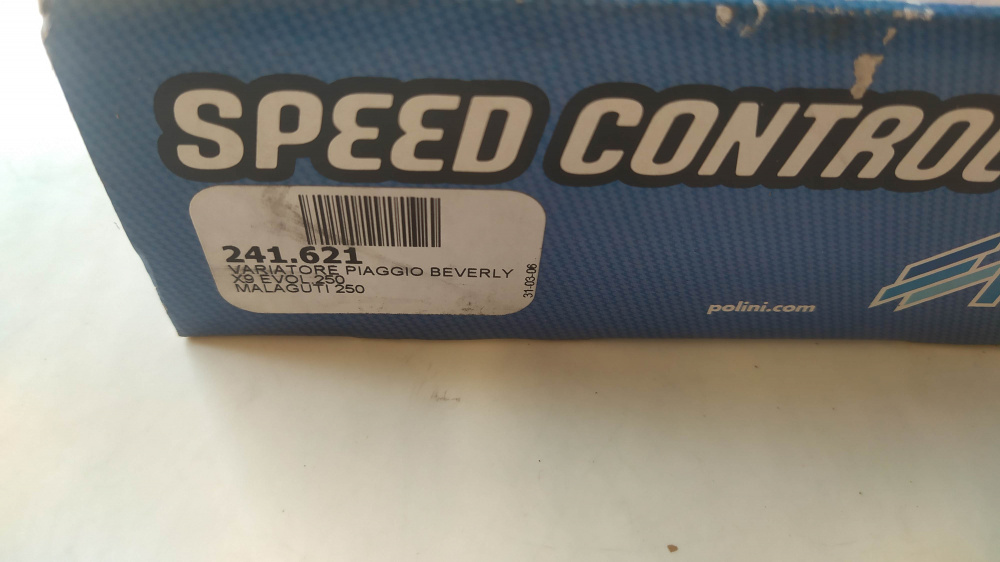 SPEED CONTROL
241.621
VARIATORE PIAGGIO BEVERLY
X9 EVOL 250
MALAGUTI 250
31-03-06
polini.com